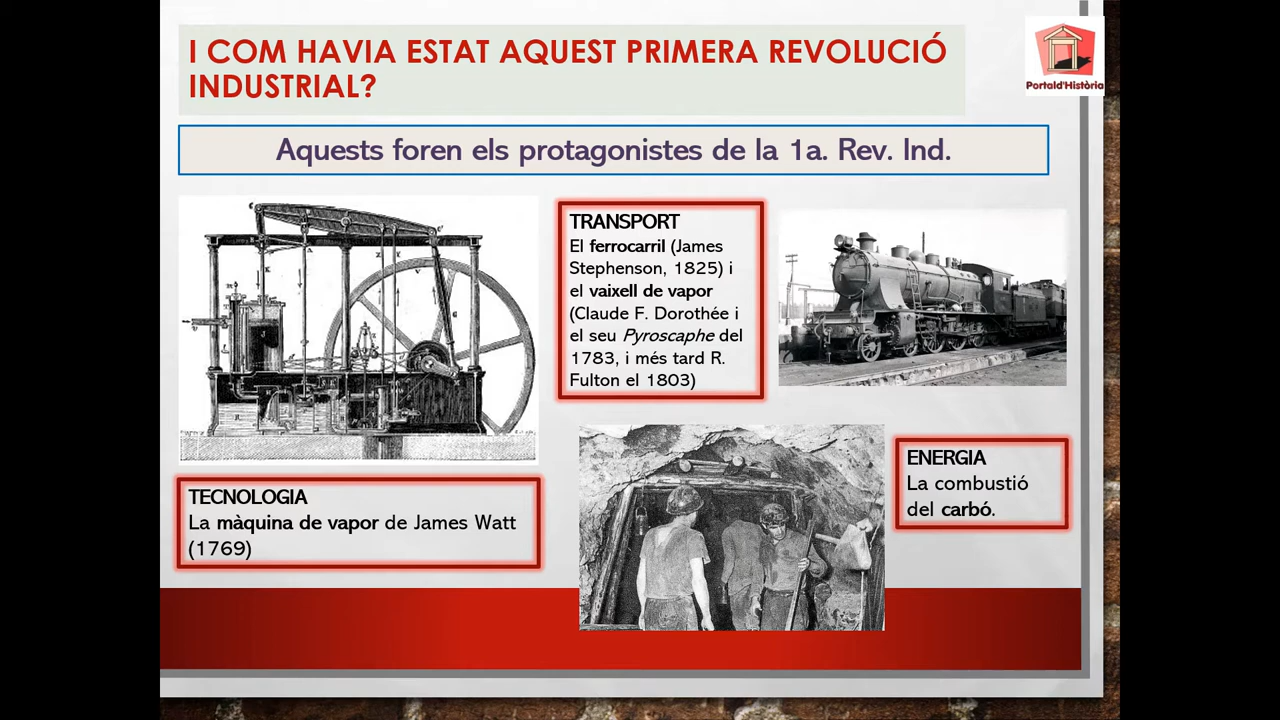 I COM HAVIA ESTAT AQUEST PRIMERA REVOLUCIÓ
INDUSTRIAL?
Portald'Història
Aquests foren els protagonistes de la 1a. Rev. Ind.
TRANSPORT
El ferrocarril (James
Stephenson, 1825) i
el vaixell de vapor
(Claude F. Dorothée i
el seu Pyroscaphe del
1783, i més tard R.
Fulton el 1803)
ENERGIA
La combustió
del carbó.
TECNOLOGIA
La màquina de vapor de James Watt
(1769)